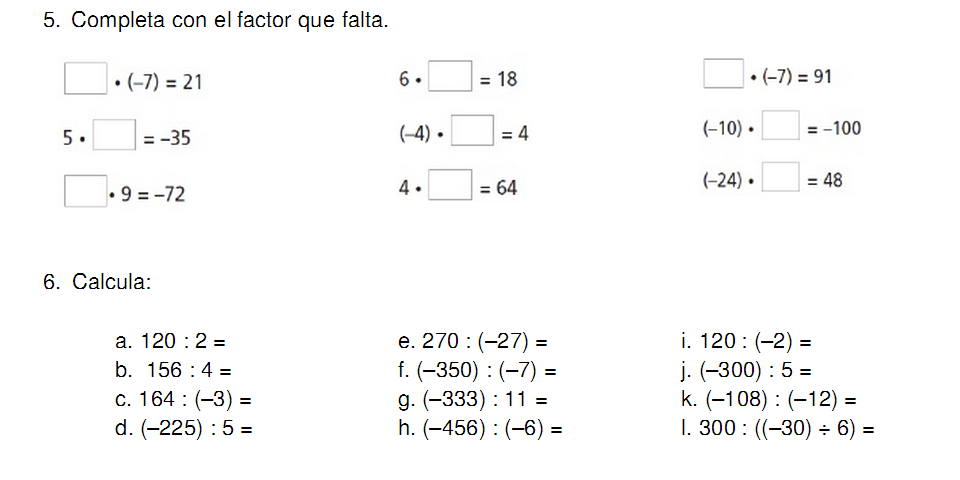 5. Completa con el factor que falta.
• (–7) = 21
6 • = 18
• (–7) = 91
5 • = –35
(–4) • = 4
(–10) • = –100
• 9 = –72
4 • = 64
(–24) • = 48
6. Calcula:
a. 120 : 2 =
e. 270 : (–27) =
i. 120 : (–2) =
b. 156 : 4 =
f. (–350) : (–7) =
j. (–300) : 5 =
c. 164 : (–3) =
g. (–333) : 11 =
k. (–108) : (–12) =
d. (–225) : 5 =
h. (–456) : (–6) =
l. 300 : ((–30) ÷ 6) =